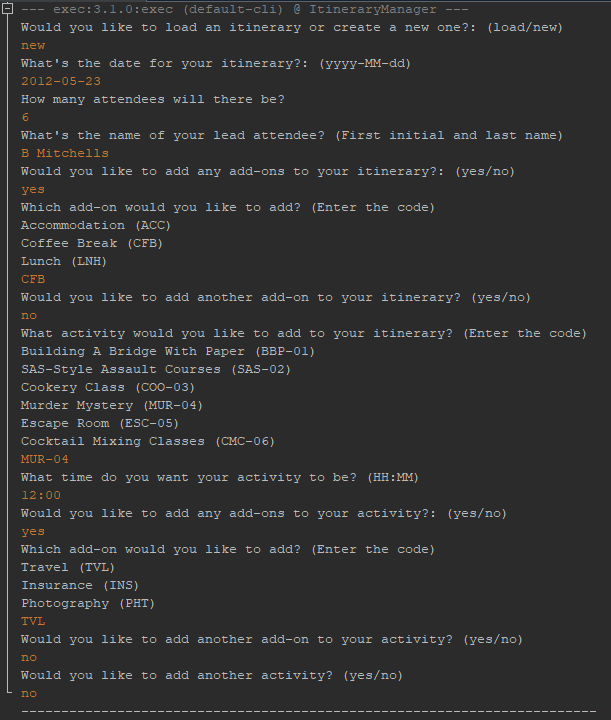 --- exec:3.1.0:exec (default-cli) @ ItineraryManager ---
Would you like to load an itinerary or create a new one?: (load/new)
new
What's the date for your itinerary?: (yyyy-MM-dd)
2012-05-23
How many attendees will there be?
6
What's the name of your lead attendee? (First initial and last name)
B Mitchells
Would you like to add any add-ons to your itinerary?: (yes/no)
yes
Which add-on would you like to add? (Enter the code)
Accommodation (ACC)
Coffee Break (CFB)
Lunch (LNH)
CFB
Would you like to add another add-on to your itinerary? (yes/no)
no
What activity would you like to add to your itinerary? (Enter the code)
Building A Bridge With Paper (BBP-01)
SAS-Style Assault Courses (SAS-02)
Cookery Class (COO-03)
Murder Mystery (MUR-04)
Escape Room (ESC-05)
Cocktail Mixing Classes (CMC-06)
MUR-04
What time do you want your activity to be? (HH:MM)
12:00
Would you like to add any add-ons to your activity?: (yes/no)
yes
Which add-on would you like to add? (Enter the code)
Travel (TVL)
Insurance (INS)
Photography (PHT)
TVL
Would you like to add another add-on to your activity? (yes/no)
no
Would you like to add another activity? (yes/no)
no
------------------------------------------------------------------------